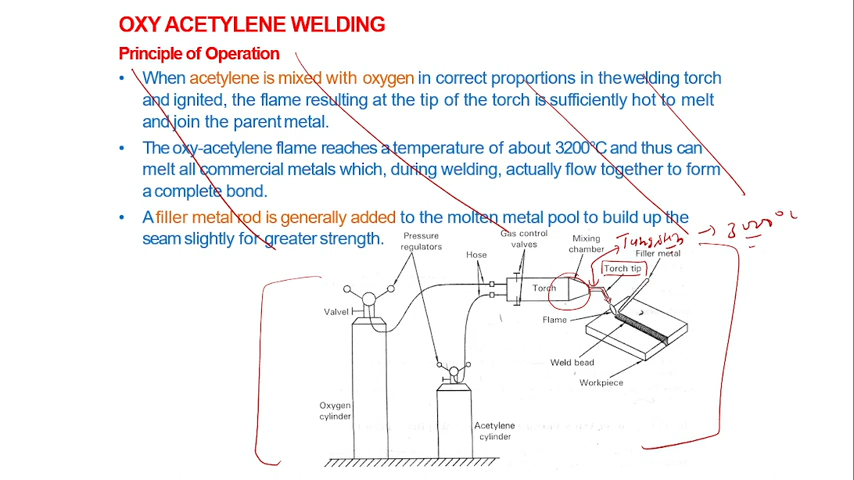 OXY ACETYLENE WELDING
Principle of Operation
• When acetylene is mixed with oxygen in correct proportions in the welding torch
and ignited, the flame resulting at the tip of the torch is sufficiently hot to melt
and join the parent metal.
• The oxy-acetylene flame reaches a temperature of about 3200°C and thus can
melt all commercial metals which, during welding, actually flow together to form
a complete bond.
• A filler metal rod is generally added to the molten metal pool to build up the
seam slightly for greater strength.
Pressure
regulators
Gas control
valves
Mixing
chamber
Tungsten →
Filler metal
Hose
Torch tip
Torch
Valvel
Flame
Weld bead
Workpiece
Oxygen
cylinder
Acetylene
cylinder